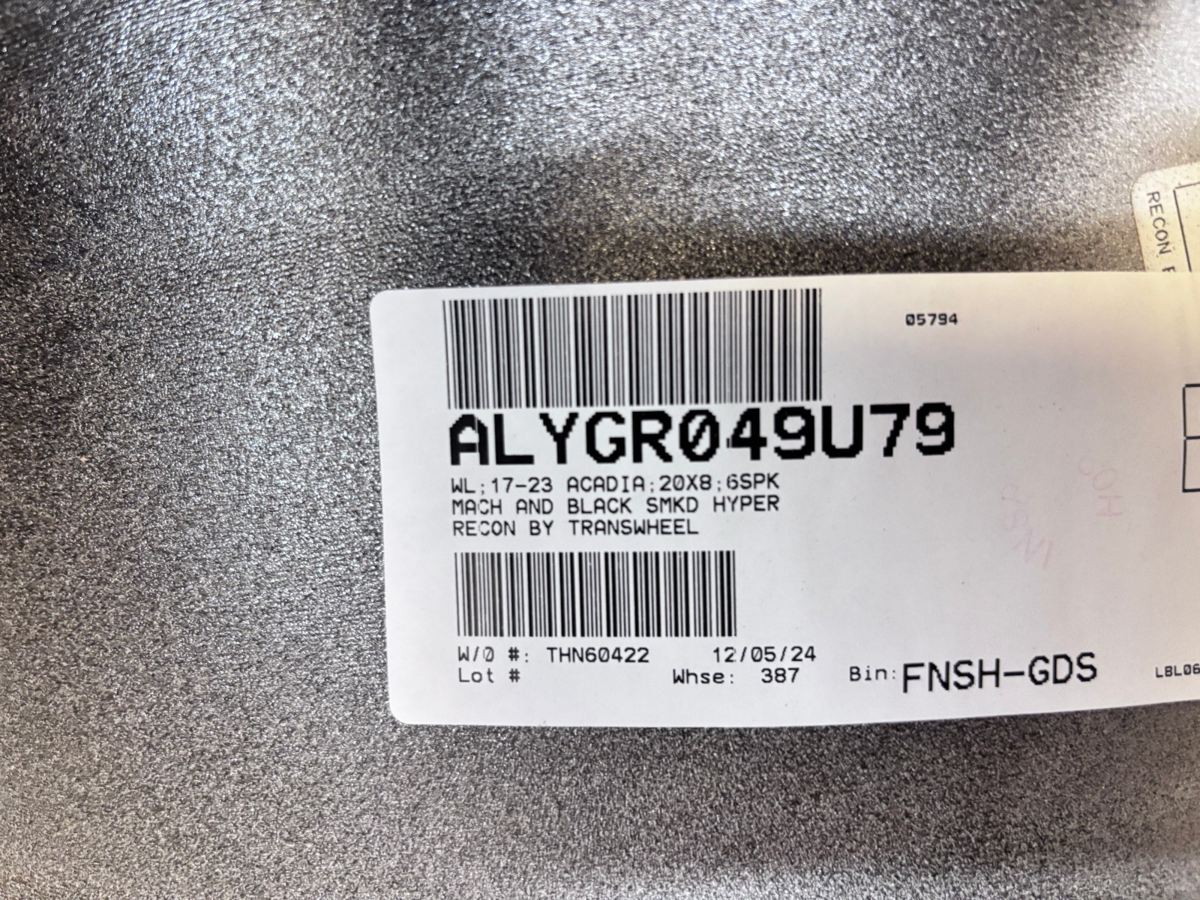 RECON
05794
ALYGR049U79
WL;17-23 ACADIA;20X8;6SPK
MACH AND BLACK SMKD HYPER
RECON BY TRANSWHEEL
W/O #: THN60422 12/05/24
Lot # Whse: 387 Bin: FNSH-GDS
LBL06